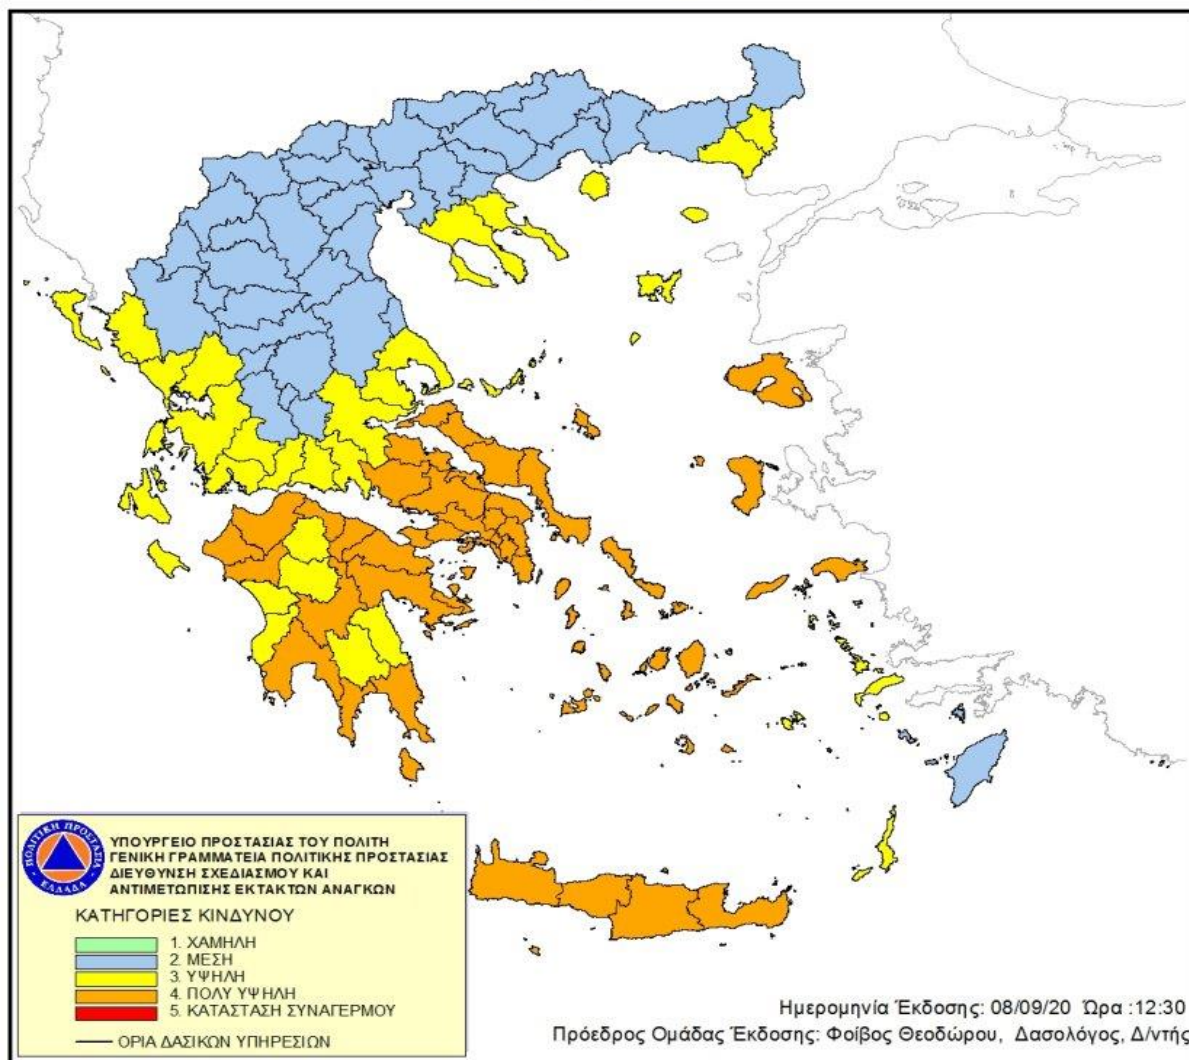 ΠΟΛΙΤΙΚΗ ΠΡΟΣΤΑΣΙΑ
ΕΛΛΑΔΑ
ΥΠΟΥΡΓΕΙΟ ΠΡΟΣΤΑΣΙΑΣ ΤΟΥ ΠΟΛΙΤΗ
ΓΕΝΙΚΗ ΓΡΑΜΜΑΤΕΙΑ ΠΟΛΙΤΙΚΗΣ ΠΡΟΣΤΑΣΙΑΣ
ΔΙΕΥΘΥΝΣΗ ΣΧΕΔΙΑΣΜΟΥ ΚΑΙ
ΑΝΤΙΜΕΤΩΠΙΣΗΣ ΕΚΤΑΚΤΩΝ ΑΝΑΓΚΩΝ
ΚΑΤΗΓΟΡΙΕΣ ΚΙΝΔΥΝΟΥ
1. ΧΑΜΗΛΗ
2. ΜΕΣΗ
3. ΥΨΗΛΗ
4. ΠΟΛΥ ΥΨΗΛΗ
5. ΚΑΤΑΣΤΑΣΗ ΣΥΝΑΓΕΡΜΟΥ
ΟΡΙΑ ΔΑΣΙΚΩΝ ΥΠΗΡΕΣΙΩΝ
Ημερομηνία Έκδοσης: 08/09/20 Ώρα :12:30
Πρόεδρος Ομάδας Έκδοσης: Φοίβος Θεοδώρου, Δασολόγος, Δ/ντής